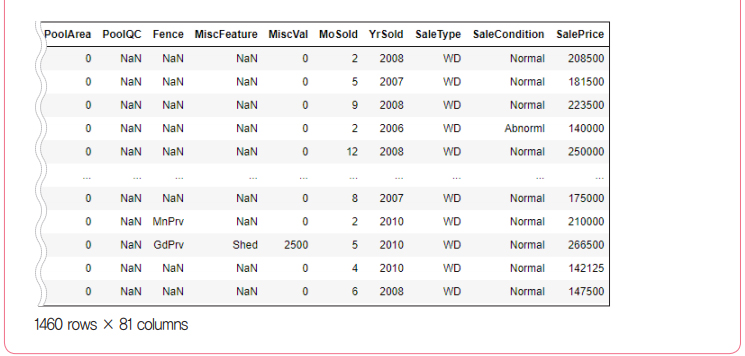 PoolArea PoolQC Fence MiscFeature MiscVal MoSold YrSold SaleType SaleCondition SalePrice
0 NaN NaN NaN 0 2 2008 WD Normal 208500
0 NaN NaN NaN 0 5 2007 WD Normal 181500
0 NaN NaN NaN 0 9 2008 WD Normal 223500
0 NaN NaN NaN 0 2 2006 WD Abnorml 140000
0 NaN NaN NaN 0 12 2008 WD Normal 250000
... ... ... ... ... ... ... ... ... ...
0 NaN NaN NaN 0 8 2007 WD Normal 175000
0 NaN MnPrv NaN 0 2 2010 WD Normal 210000
0 NaN GdPrv Shed 2500 5 2010 WD Normal 266500
0 NaN NaN NaN 0 4 2010 WD Normal 142125
0 NaN NaN NaN 0 6 2008 WD Normal 147500
1460 rows × 81 columns